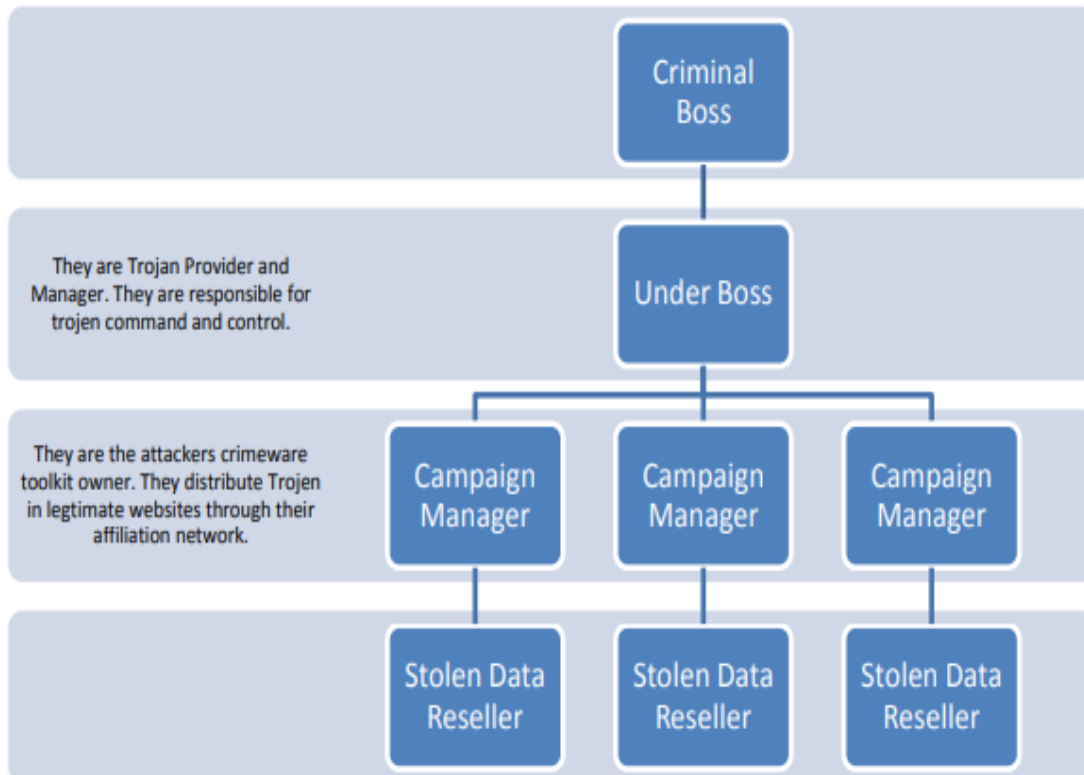 Criminal
Boss
They are Trojan Provider and
Manager. They are responsible for
trojen command and control.
Under Boss
They are the attackers crimeware
toolkit owner. They distribute Trojen
in legtimate websites through their
affiliation network.
Campaign
Manager
Campaign
Manager
Campaign
Manager
Stolen Data
Reseller
Stolen Data
Reseller
Stolen Data
Reseller